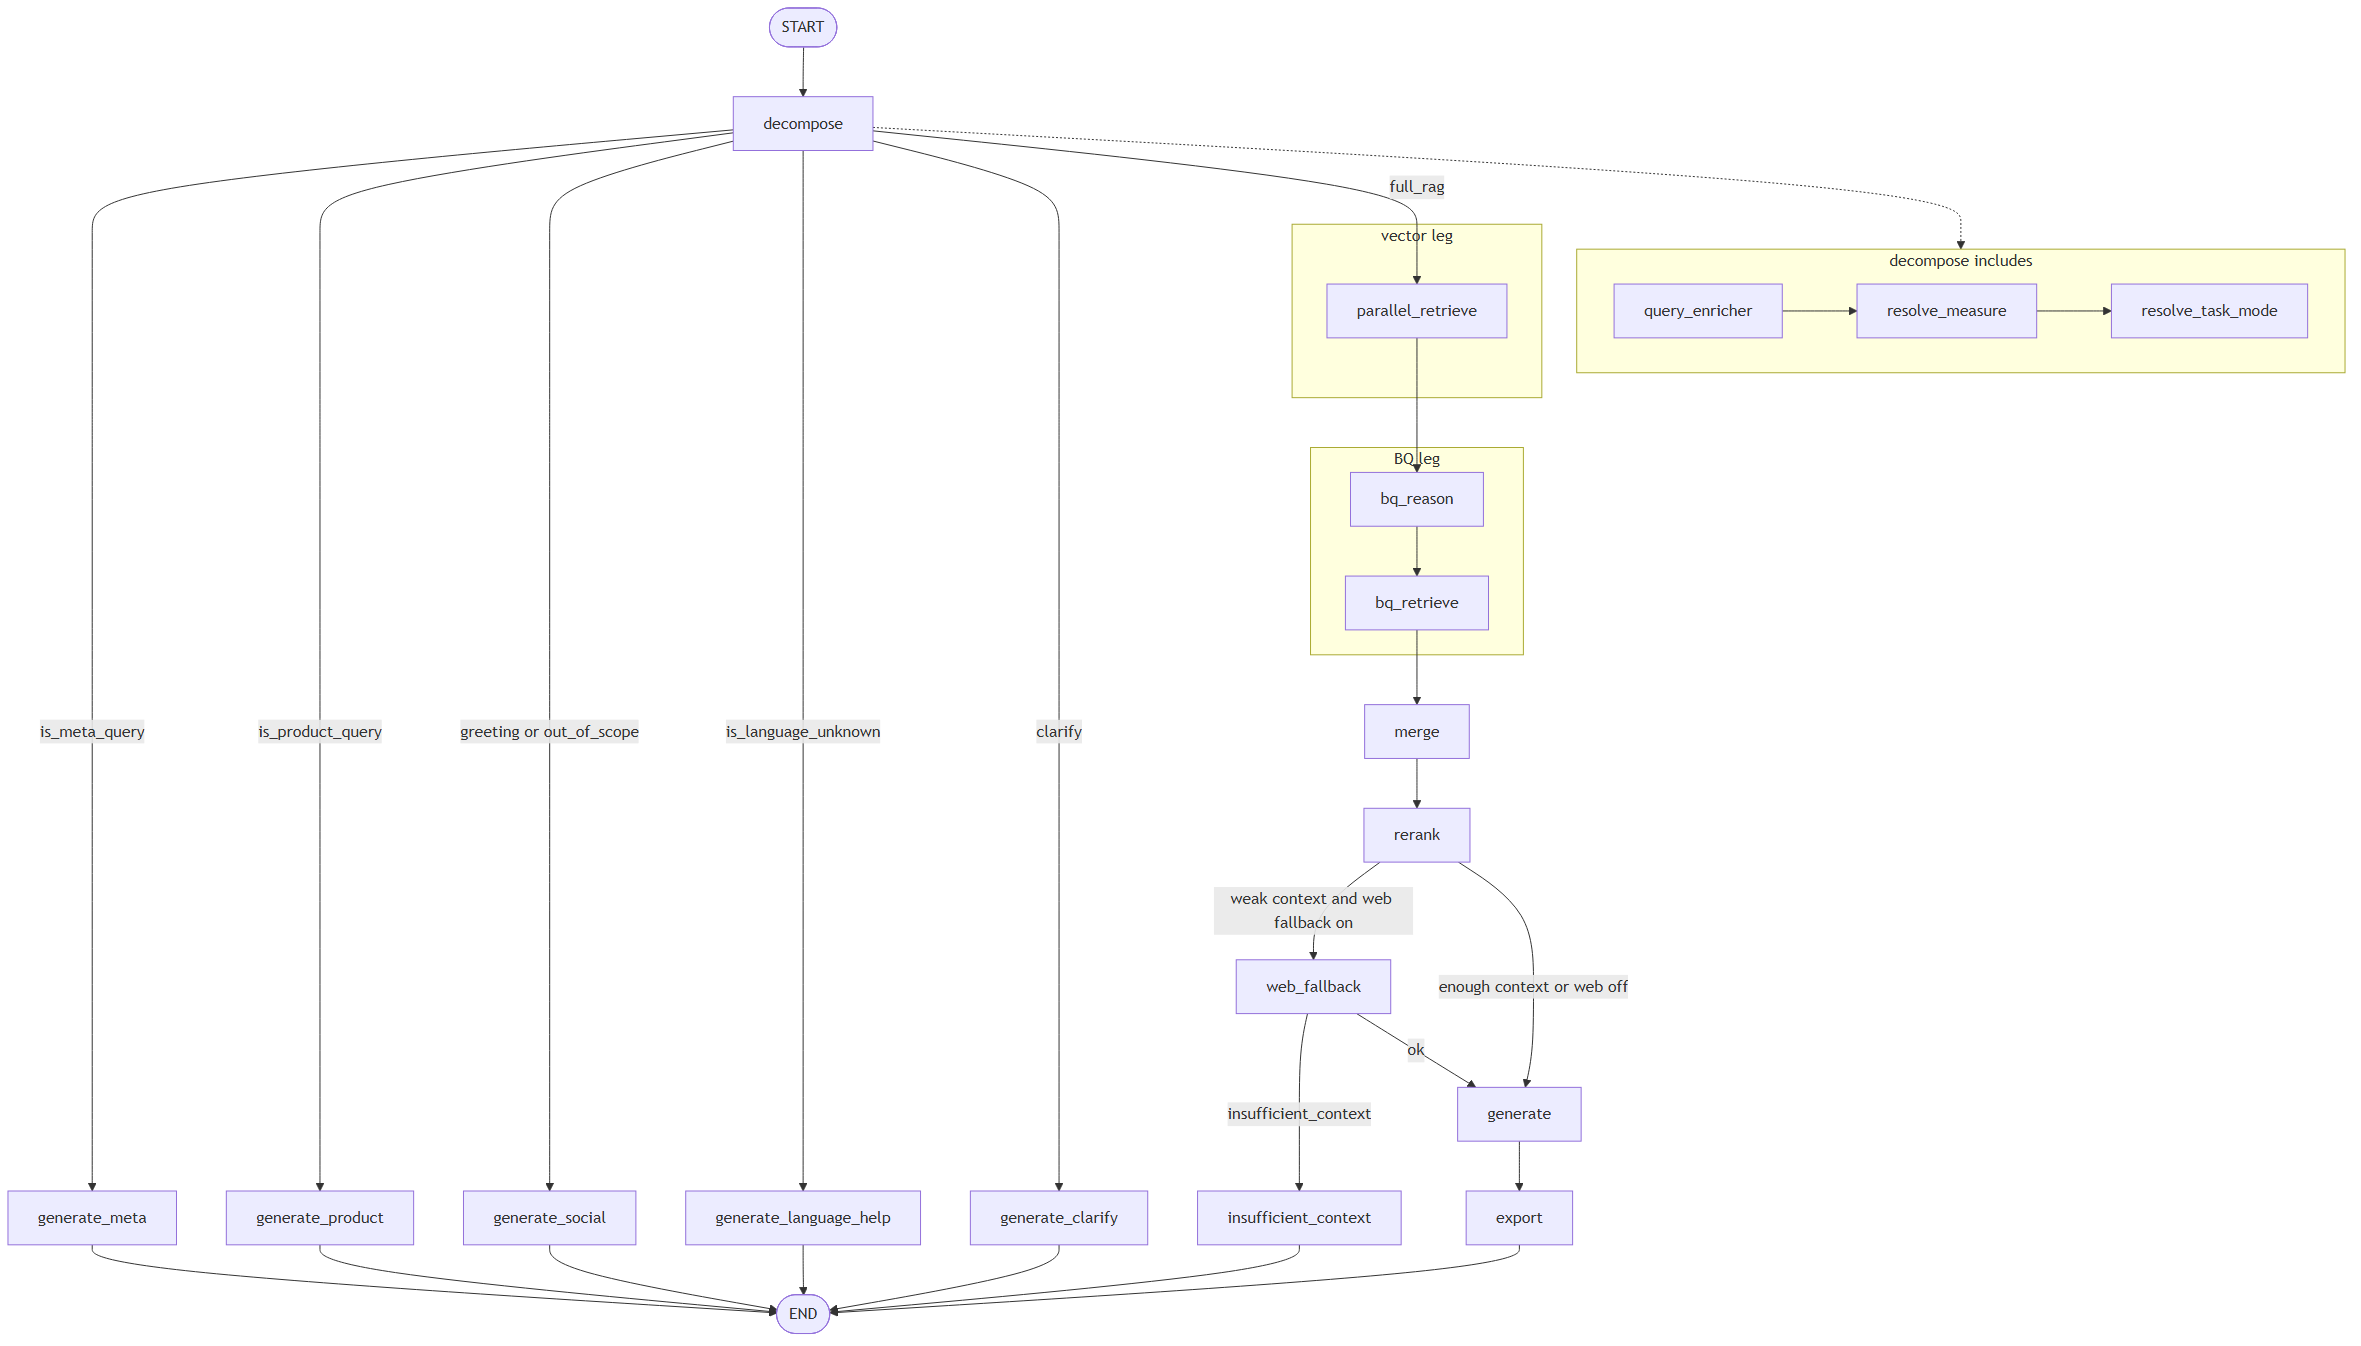 START
decompose
full_rag
vector leg
decompose includes
parallel_retrieve
query_enricher
resolve_measure
resolve_task_mode
BQ leg
bq_reason
bq_retrieve
is_meta_query
is_product_query
greeting or out_of_scope
is_language_unknown
clarify
merge
rerank
weak context and web
fallback on
web_fallback
enough context or web off
ok
insufficient_context
generate
generate_meta
generate_product
generate_social
generate_language_help
generate_clarify
insufficient_context
export
END